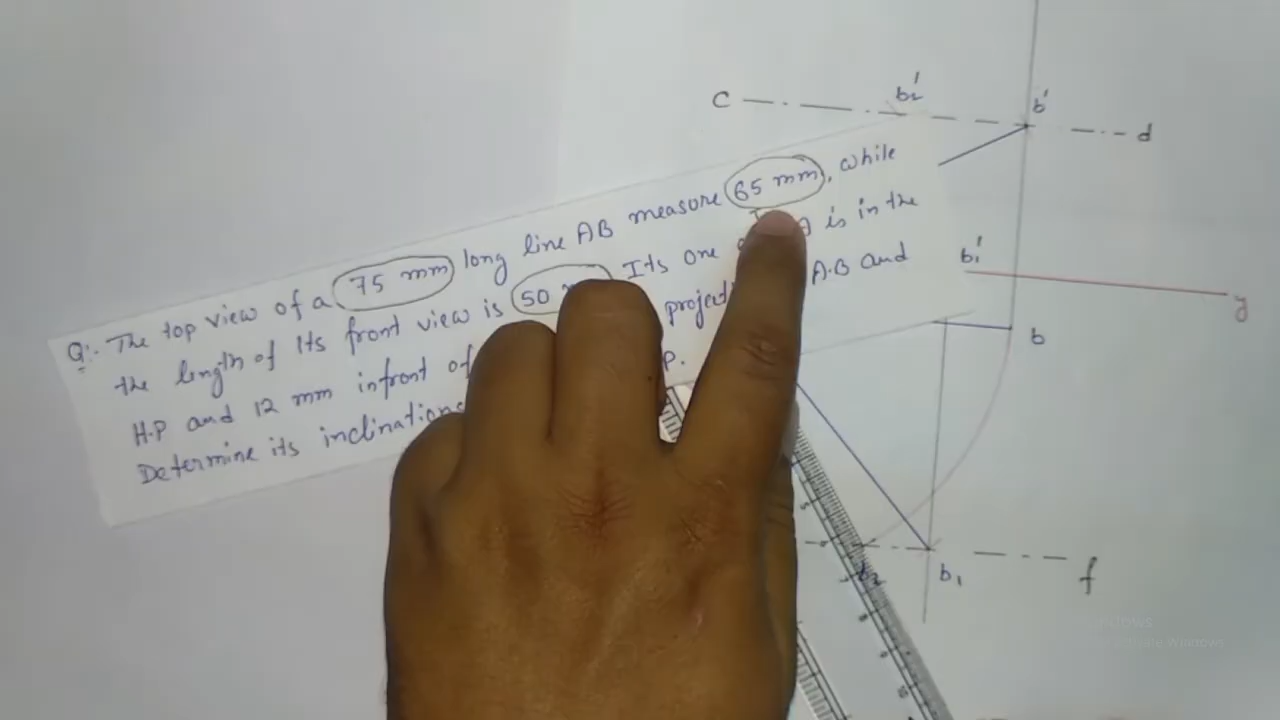 C
b2'
b'
d
Q:- The top view of a 75 mm long line AB measure 65 mm, while
the length of Its front view is 50 Its one A is in the
H.P and 12 mm infront of A.B and
Determine its inclinations P.
b1'
y
b
b2
b1
f